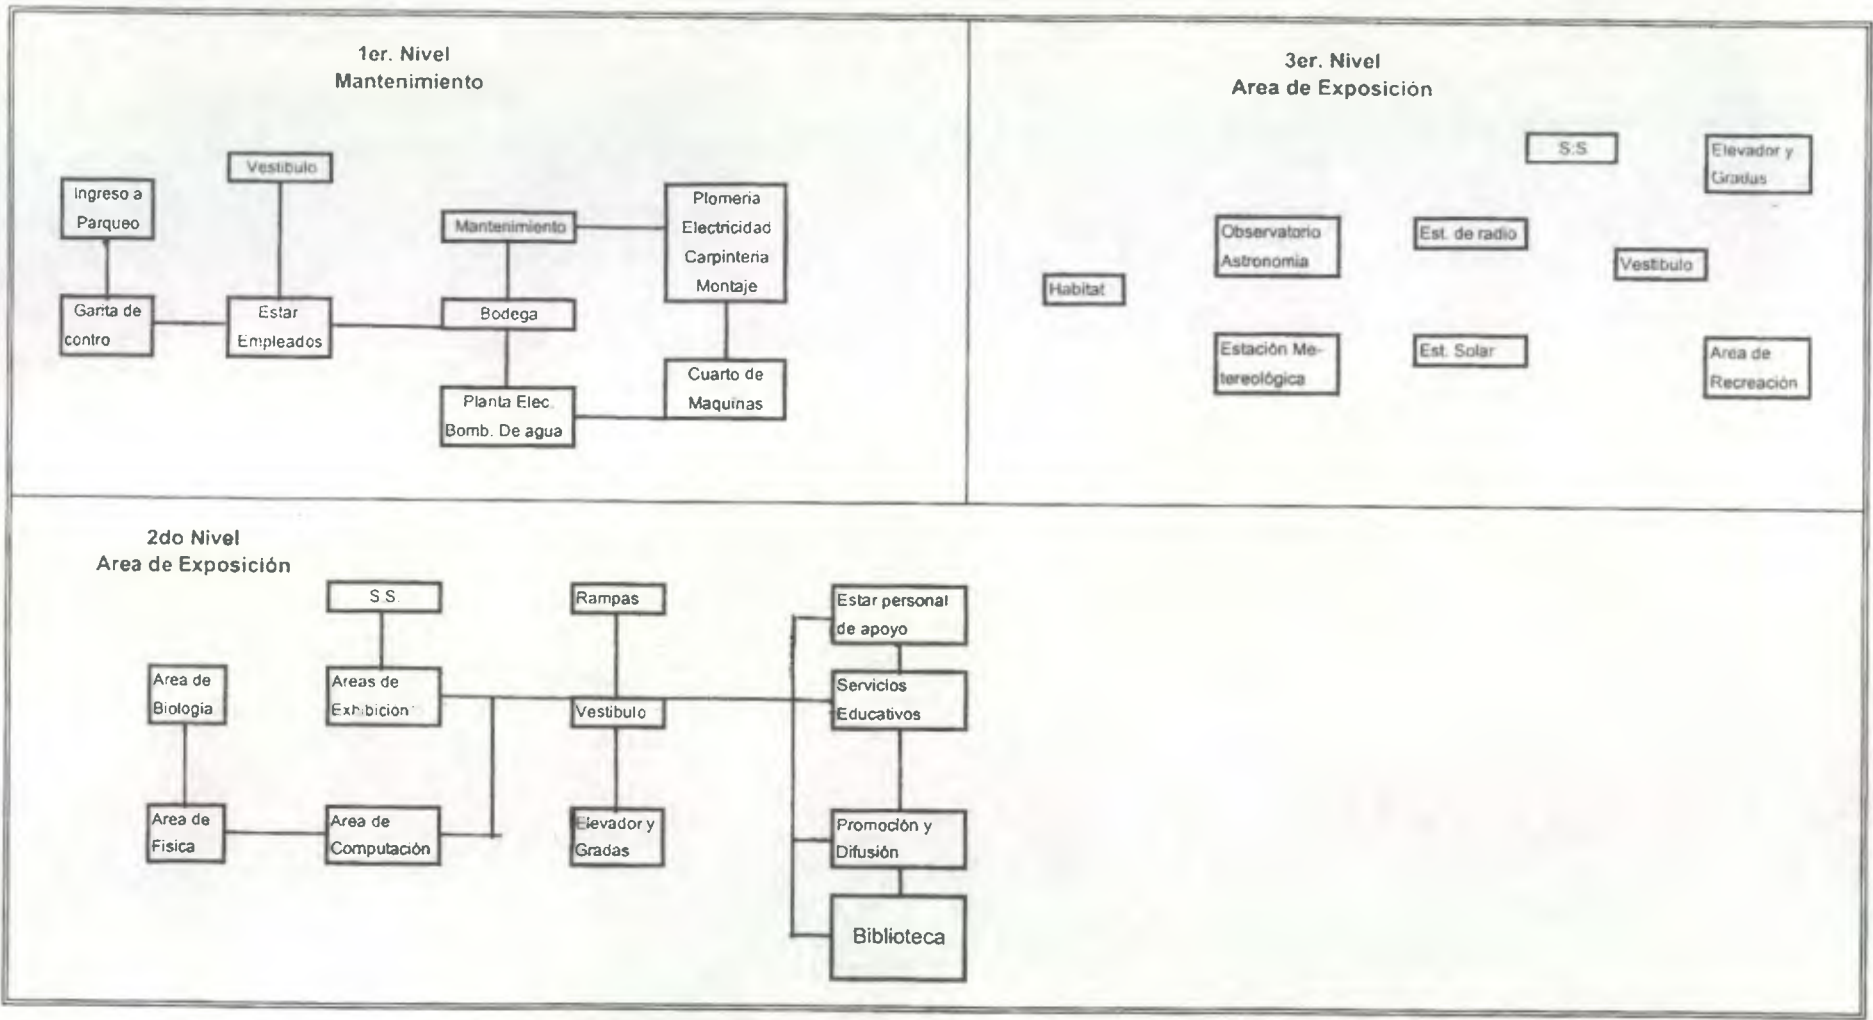 1er. Nivel
Mantenimiento
Vestibulo
Ingreso a
Parqueo
Garita de
contro
Estar
Empleados
Mantenimiento
Bodega
Planta Elec.
Bomb. De agua
Plomeria
Electricidad
Carpinteria
Montaje
Cuarto de
Maquinas
3er. Nivel
Area de Exposición
S.S.
Elevador y
Gradas
Observatorio
Astronomia
Est. de radio
Vestibulo
Habitat
Estación Me-
tereológica
Est. Solar
Area de
Recreación
2do Nivel
Area de Exposición
S.S.
Rampas
Estar personal
de apoyo
Area de
Biologia
Areas de
Exhibicion
Vestibulo
Servicios
Educativos
Area de
Fisica
Area de
Computación
Elevador y
Gradas
Promoción y
Difusión
Biblioteca